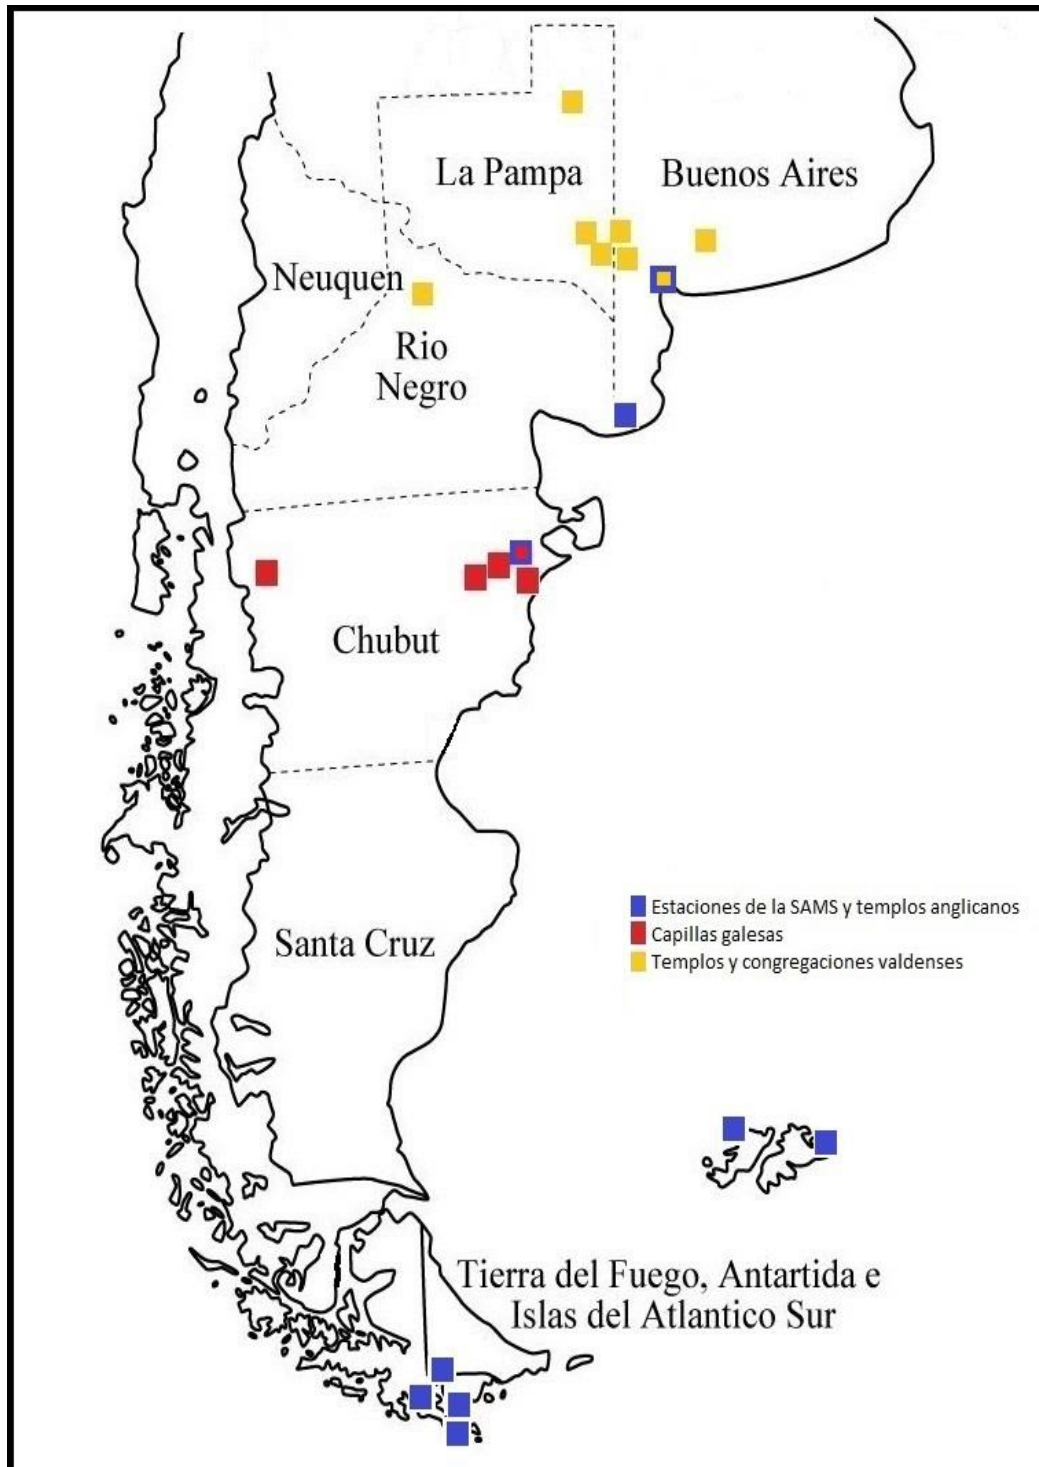 La Pampa
Buenos Aires
Neuquen
Rio
Negro
Chubut
Estaciones de la SAMS y templos anglicanos
Capillas galesas
Templos y congregaciones valdenses
Santa Cruz
Tierra del Fuego, Antartida e
Islas del Atlantico Sur